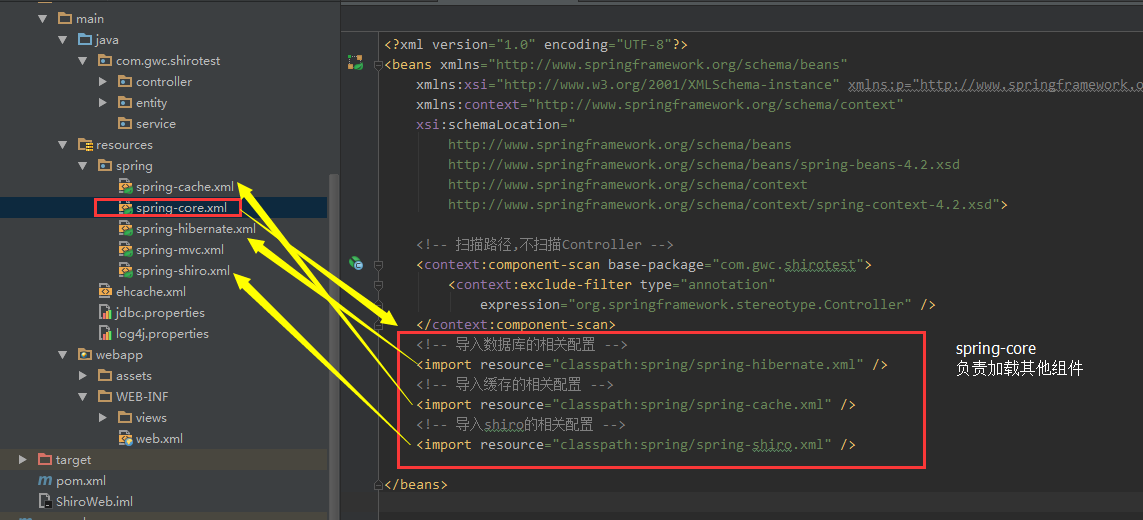 main
java
com.gwc.shirotest
controller
entity
service
resources
spring
spring-cache.xml
spring-core.xml
spring-hibernate.xml
spring-mvc.xml
spring-shiro.xml
ehcache.xml
jdbc.properties
log4j.properties
webapp
assets
WEB-INF
views
web.xml
target
pom.xml
ShiroWeb.iml
<?xml version="1.0" encoding="UTF-8"?>
<beans xmlns="http://www.springframework.org/schema/beans"
xmlns:xsi="http://www.w3.org/2001/XMLSchema-instance" xmlns:p="http://www.springframework.o
xmlns:context="http://www.springframework.org/schema/context"
xsi:schemaLocation="
http://www.springframework.org/schema/beans
http://www.springframework.org/schema/beans/spring-beans-4.2.xsd
http://www.springframework.org/schema/context
http://www.springframework.org/schema/context/spring-context-4.2.xsd">
<!-- 扫描路径,不扫描Controller -->
<context:component-scan base-package="com.gwc.shirotest">
<context:exclude-filter type="annotation"
expression="org.springframework.stereotype.Controller" />
</context:component-scan>
<!-- 导入数据库的相关配置 -->
<import resource="classpath:spring/spring-hibernate.xml" />
<!-- 导入缓存的相关配置 -->
<import resource="classpath:spring/spring-cache.xml" />
<!-- 导入shiro的相关配置 -->
<import resource="classpath:spring/spring-shiro.xml" />
</beans>
spring-core
负责加载其他组件